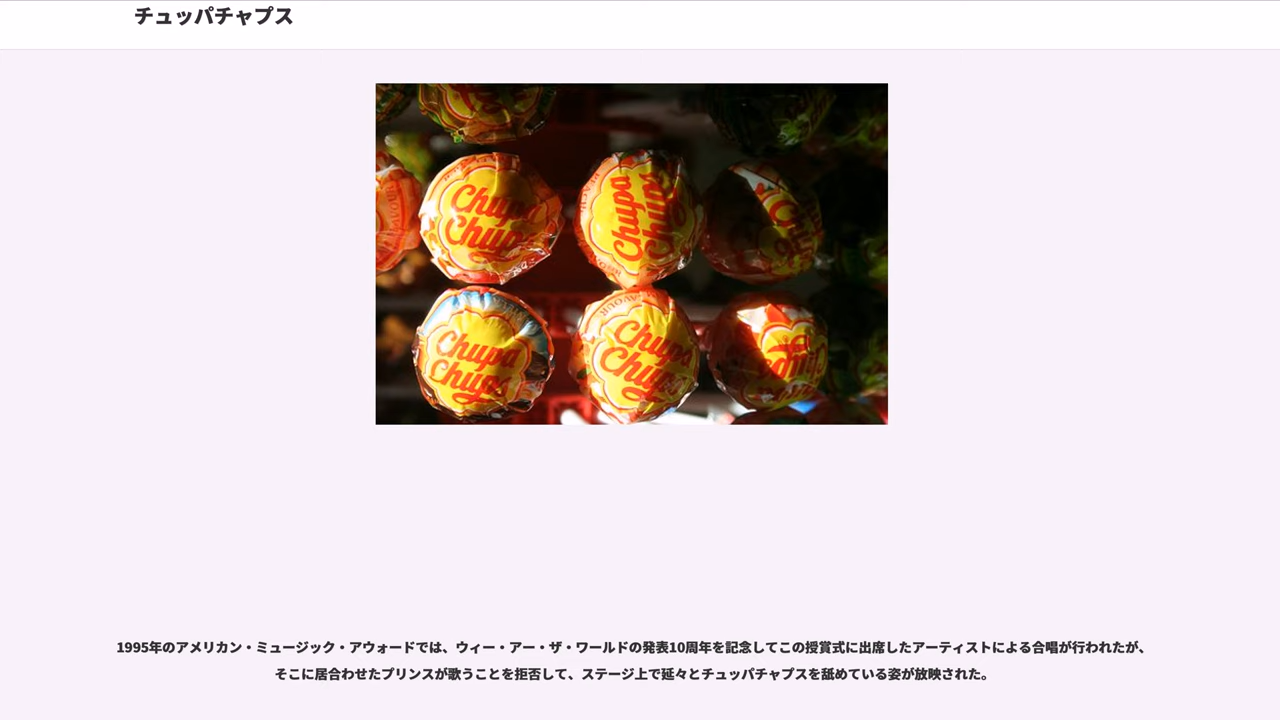 チュッパチャプス
Chupa
Chups
Chupa
Chups
Chupa
Chups
Chupa
Chups
FLAVOUR
1995年のアメリカン・ミュージック・アウォードでは、ウィー・アー・ザ・ワールドの発表10周年を記念してこの授賞式に出席したアーティストによる合唱が行われたが、
そこに居合わせたプリンスが歌うことを拒否して、ステージ上で延々とチュッパチャプスを舐めている姿が放映された。